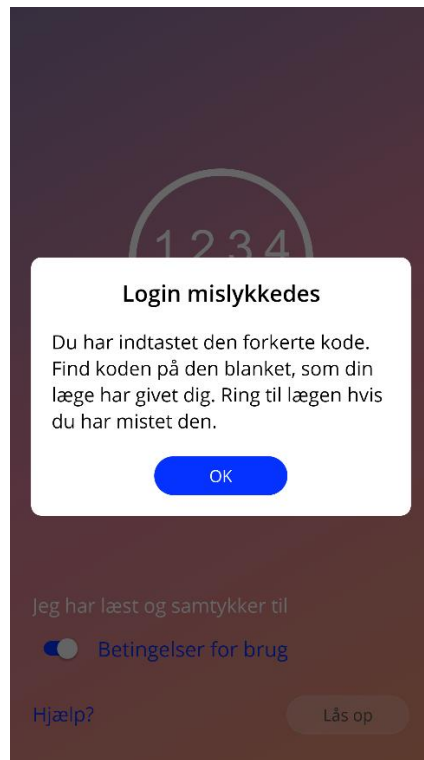 1234
Login mislykkedes
Du har indtastet den forkerte kode.
Find koden på den blanket, som din
læge har givet dig. Ring til lægen hvis
du har mistet den.
OK
Jeg har læst og samtykker til
Betingelser for brug
Hjælp?
Lås op